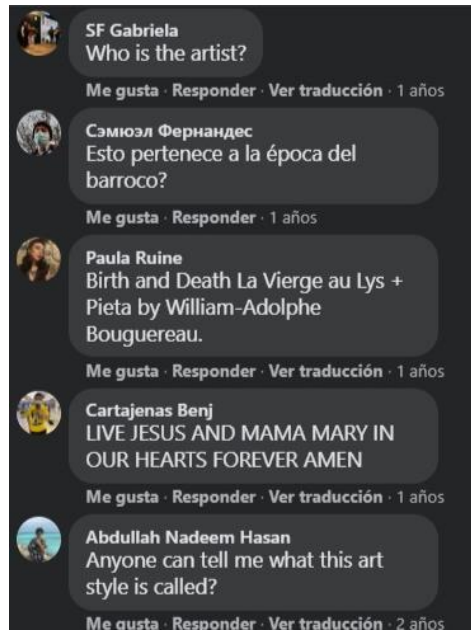 SF Gabriela
Who is the artist?
Me gusta · Responder · Ver traducción · 1 años
Сэмюэл Фернандес
Esto pertenece a la época del
barroco?
Me gusta · Responder · 1 años
Paula Ruine
Birth and Death La Vierge au Lys +
Pieta by William-Adolphe
Bouguereau.
Me gusta · Responder · Ver traducción · 1 años
Cartajenas Benj
LIVE JESUS AND MAMA MARY IN
OUR HEARTS FOREVER AMEN
Me gusta · Responder · Ver traducción · 1 años
Abdullah Nadeem Hasan
Anyone can tell me what this art
style is called?
Me gusta · Responder · Ver traducción · 2 años